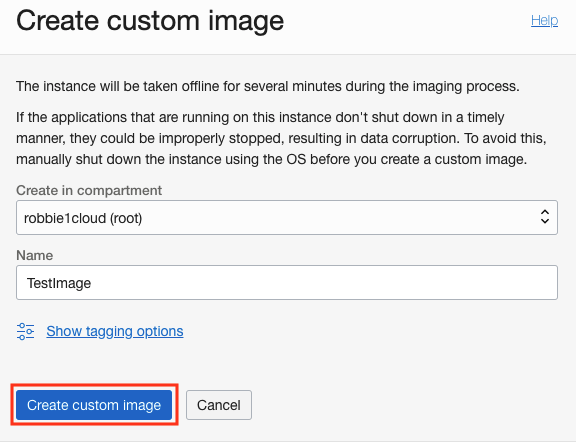 Create custom image
Help
The instance will be taken offline for several minutes during the imaging process.
If the applications that are running on this instance don't shut down in a timely
manner, they could be improperly stopped, resulting in data corruption. To avoid this,
manually shut down the instance using the OS before you create a custom image.
Create in compartment
robbie1cloud (root)
Name
TestImage
Show tagging options
Create custom image
Cancel